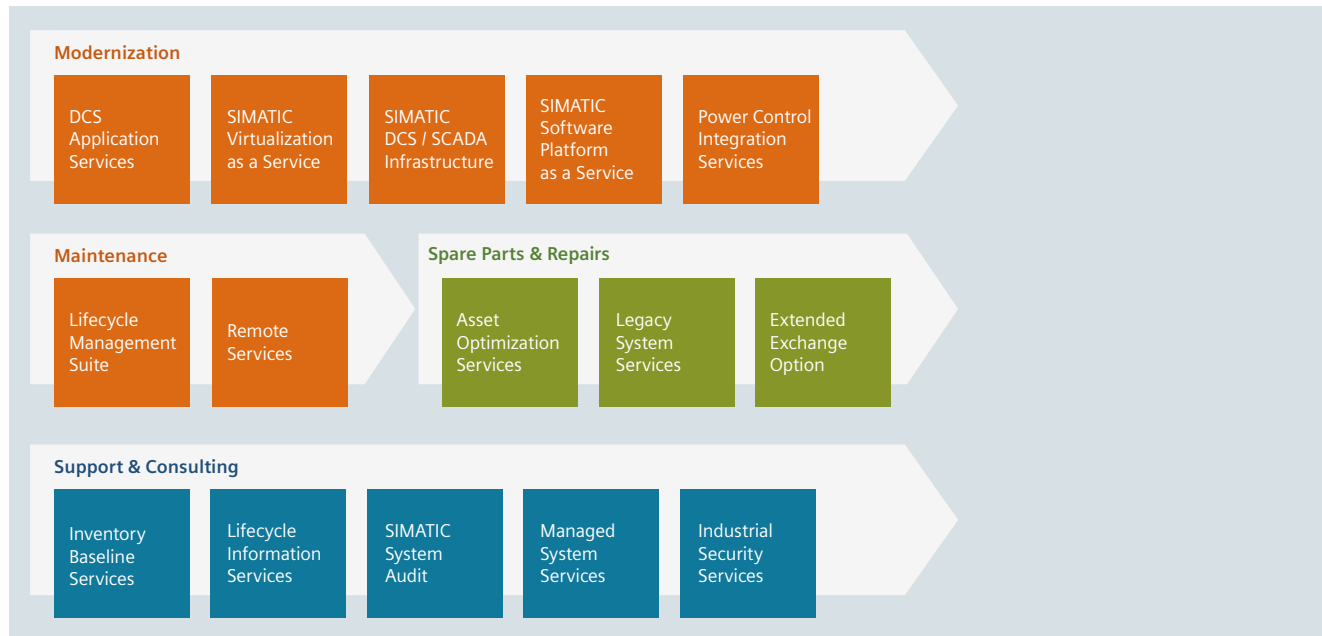 Modernization
DCS
Application
Services
SIMATIC
Virtualization
as a Service
SIMATIC
DCS / SCADA
Infrastructure
SIMATIC
Software
Platform
as a Service
Power Control
Integration
Services
Maintenance
Lifecycle
Management
Suite
Remote
Services
Spare Parts & Repairs
Asset
Optimization
Services
Legacy
System
Services
Extended
Exchange
Option
Support & Consulting
Inventory
Baseline
Services
Lifecycle
Information
Services
SIMATIC
System
Audit
Managed
System
Services
Industrial
Security
Services